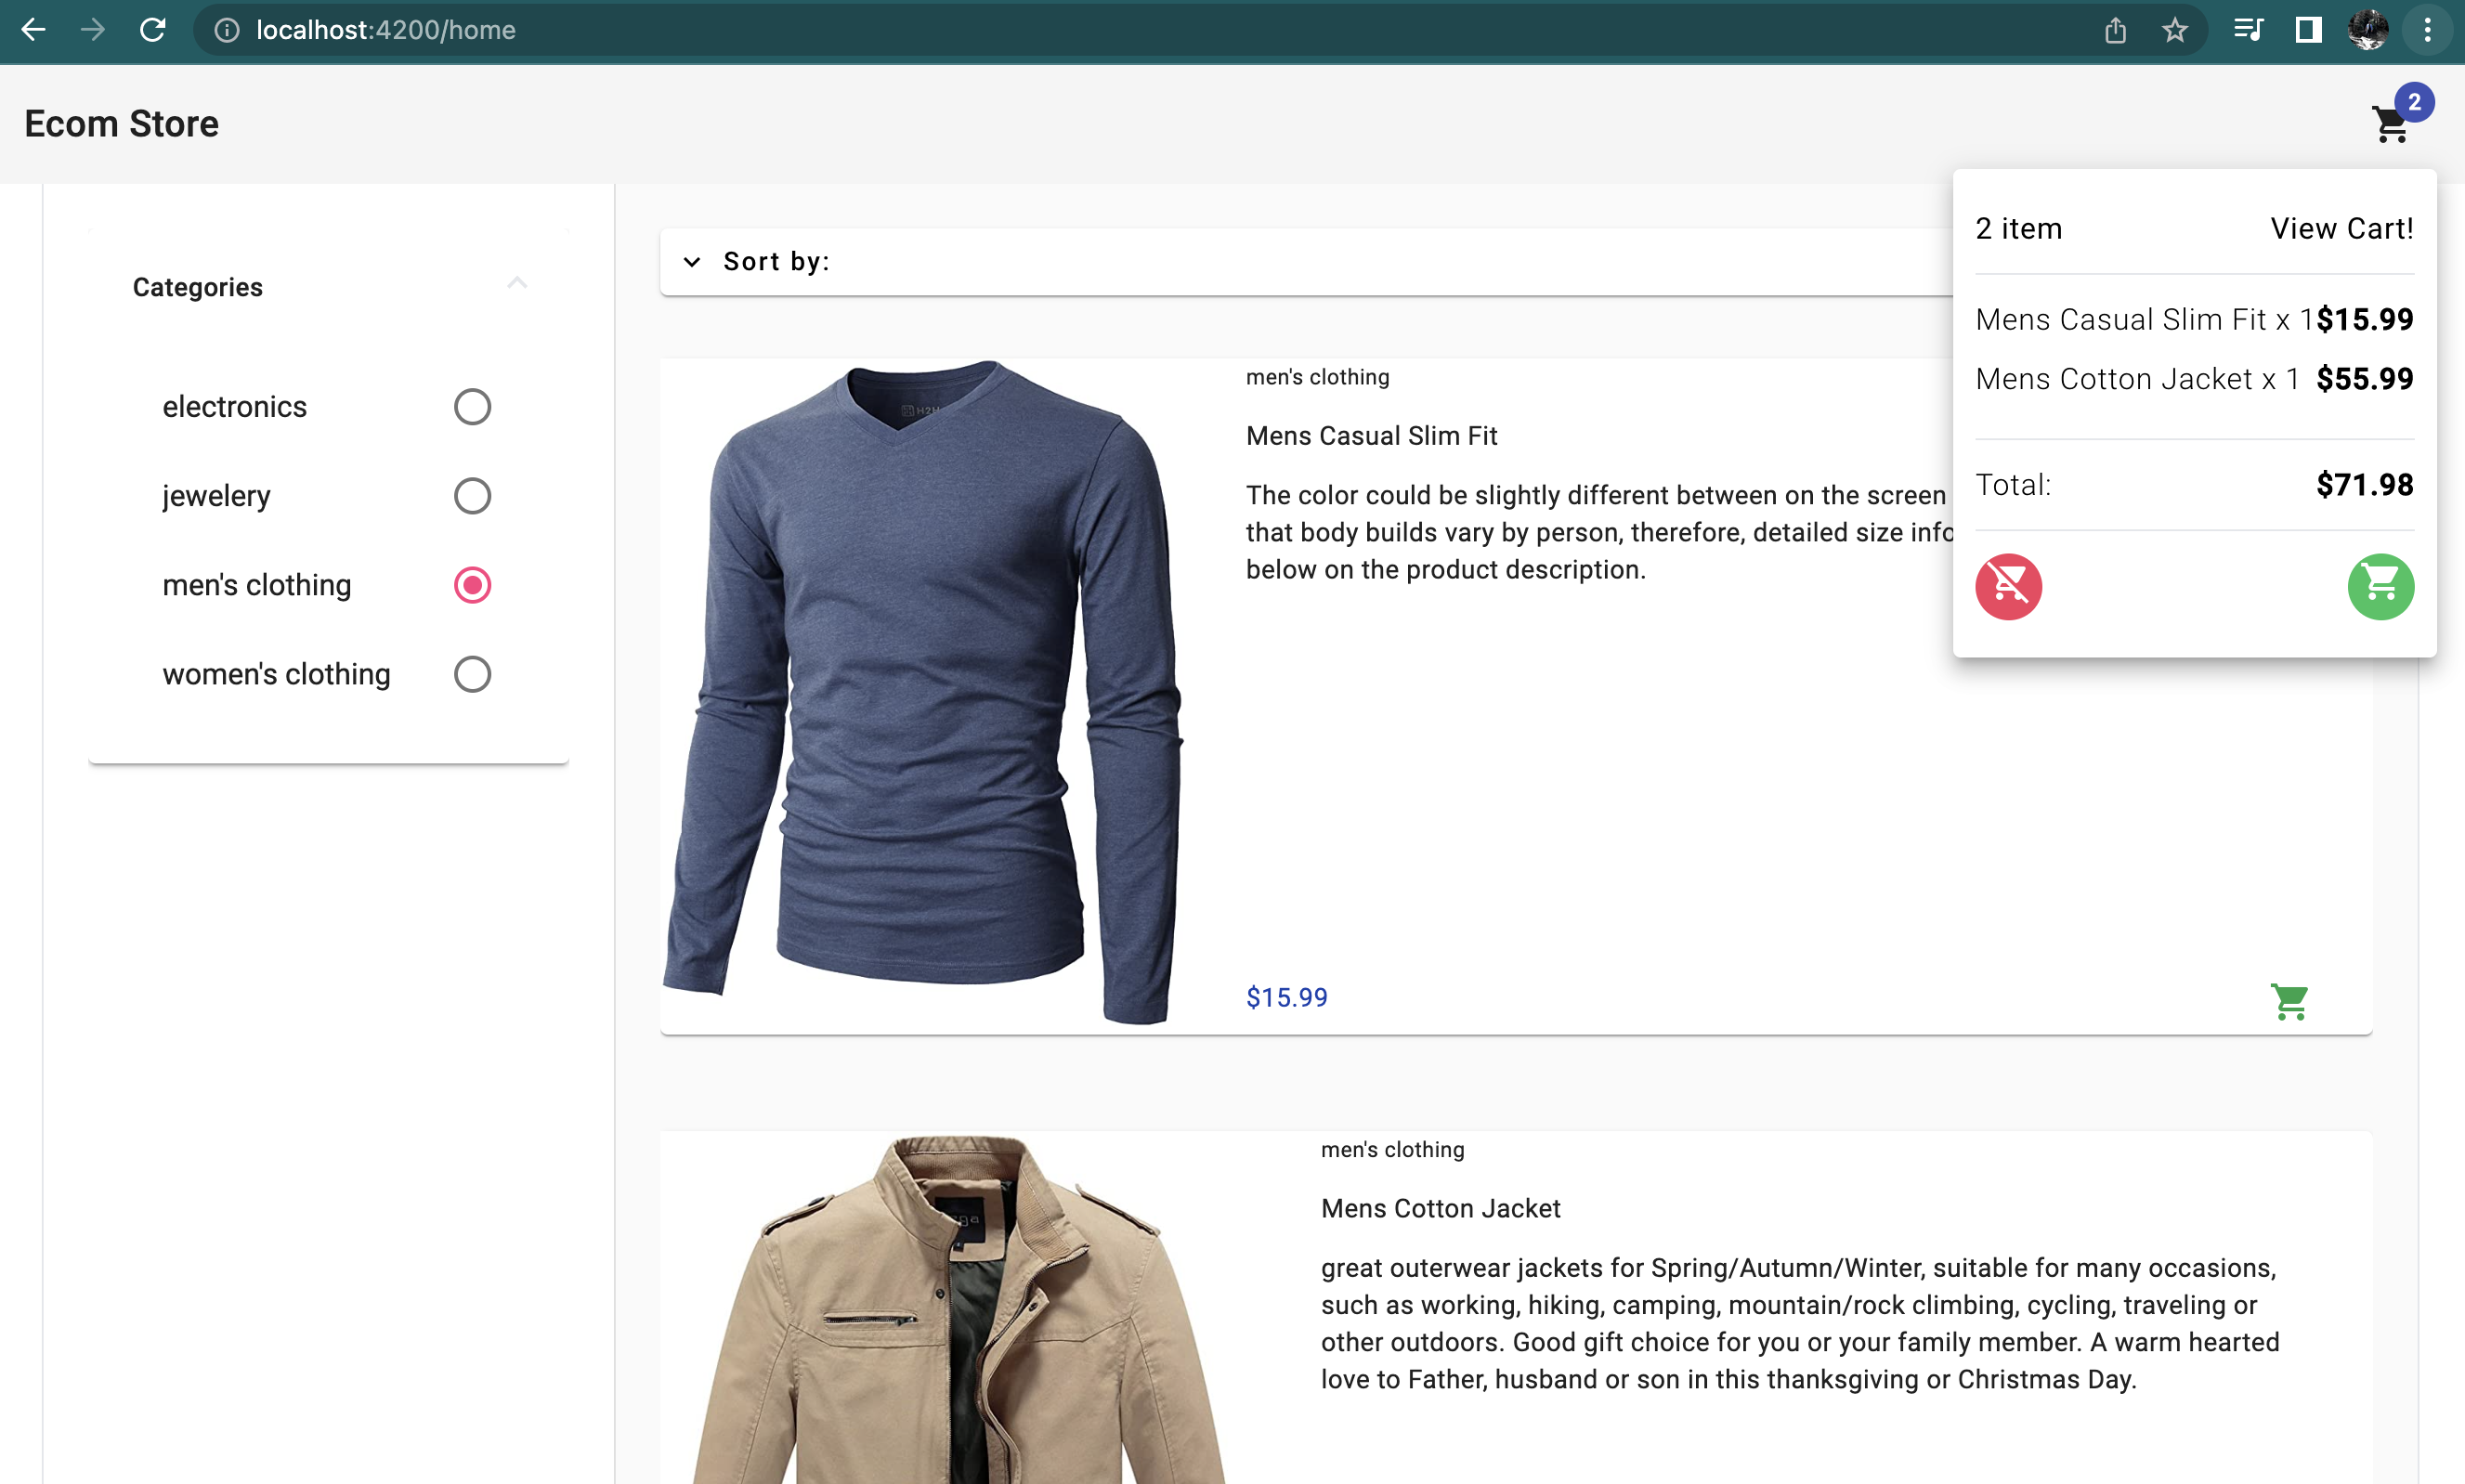 localhost:4200/home
Ecom Store
2
Categories
electronics
jewelery
men's clothing
women's clothing
Sort by:
2 item View Cart!
Mens Casual Slim Fit x 1 $15.99
Mens Cotton Jacket x 1 $55.99
Total: $71.98
men's clothing
Mens Casual Slim Fit
The color could be slightly different between on the screen
that body builds vary by person, therefore, detailed size info
below on the product description.
$15.99
men's clothing
Mens Cotton Jacket
great outerwear jackets for Spring/Autumn/Winter, suitable for many occasions,
such as working, hiking, camping, mountain/rock climbing, cycling, traveling or
other outdoors. Good gift choice for you or your family member. A warm hearted
love to Father, husband or son in this thanksgiving or Christmas Day.